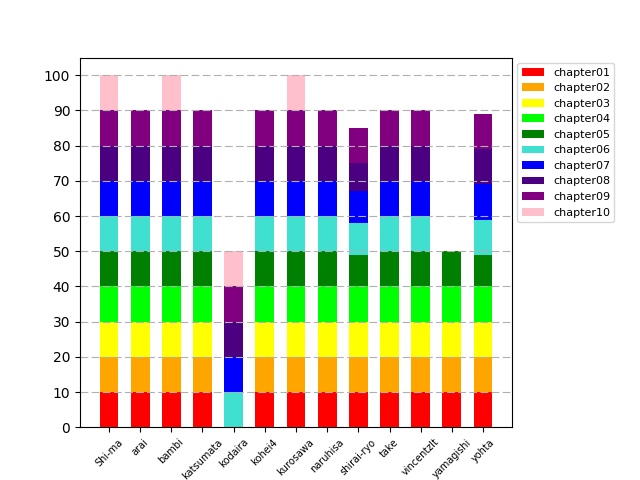 100
90
80
70
60
50
40
30
20
10
0
Shi-ma
arai
bambi
katsumata
kodaira
kohei4
kurosawa
naruhisa
shirai-ryo
take
vincentzlt
yamagishi
yohta
chapter01
chapter02
chapter03
chapter04
chapter05
chapter06
chapter07
chapter08
chapter09
chapter10